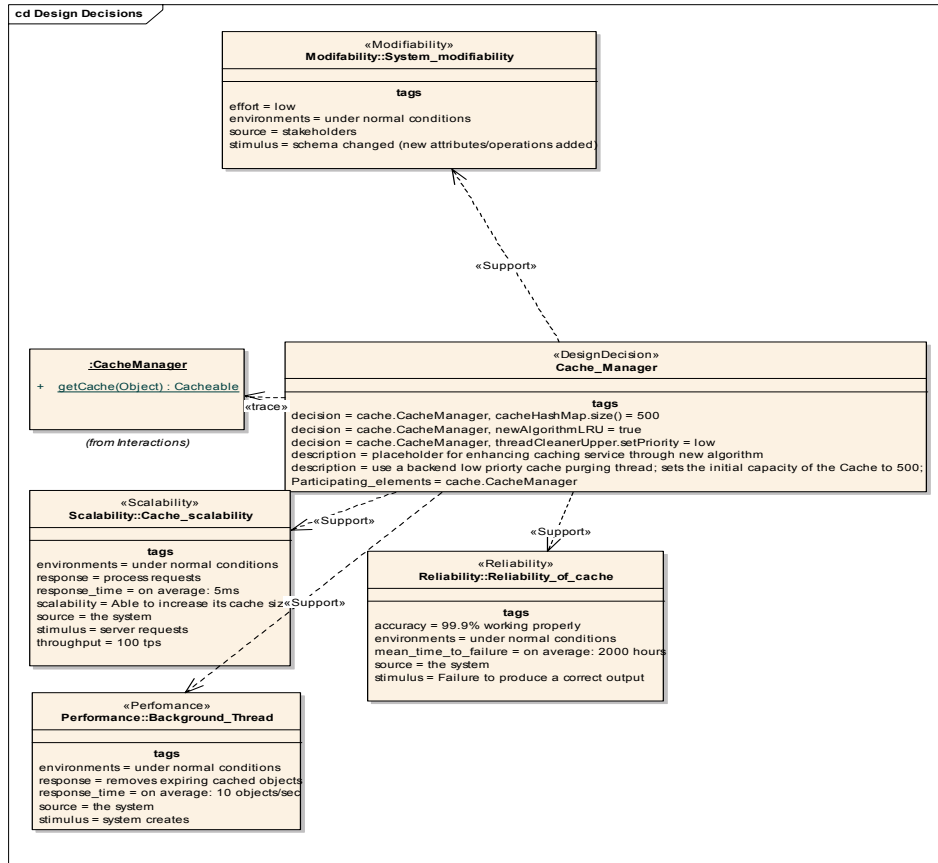 cd Design Decisions
«Modifiability»
Modifability::System_modifiability
tags
effort = low
environments = under normal conditions
source = stakeholders
stimulus = schema changed (new attributes/operations added)
«Support»
:CacheManager
+ getCache(Object) : Cacheable
(from Interactions)
«trace»
«DesignDecision»
Cache_Manager
tags
decision = cache.CacheManager, cacheHashMap.size() = 500
decision = cache.CacheManager, newAlgorithmLRU = true
decision = cache.CacheManager, threadCleanerUpper.setPriority = low
description = placeholder for enhancing caching service through new algorithm
description = use a backend low priorty cache purging thread; sets the initial capacity of the Cache to 500;
Participating_elements = cache.CacheManager
«Scalability»
Scalability::Cache_scalability
tags
environments = under normal conditions
response = process requests
response_time = on average: 5ms
scalability = Able to increase its cache siz
source = the system
stimulus = server requests
throughput = 100 tps
«Support»
«Support»
«Support»
«Reliability»
Reliability::Reliability_of_cache
tags
accuracy = 99.9% working properly
environments = under normal conditions
mean_time_to_failure = on average: 2000 hours
source = the system
stimulus = Failure to produce a correct output
«Perfomance»
Performance::Background_Thread
tags
environments = under normal conditions
response = removes expiring cached objects
response_time = on average: 10 objects/sec
source = the system
stimulus = system creates